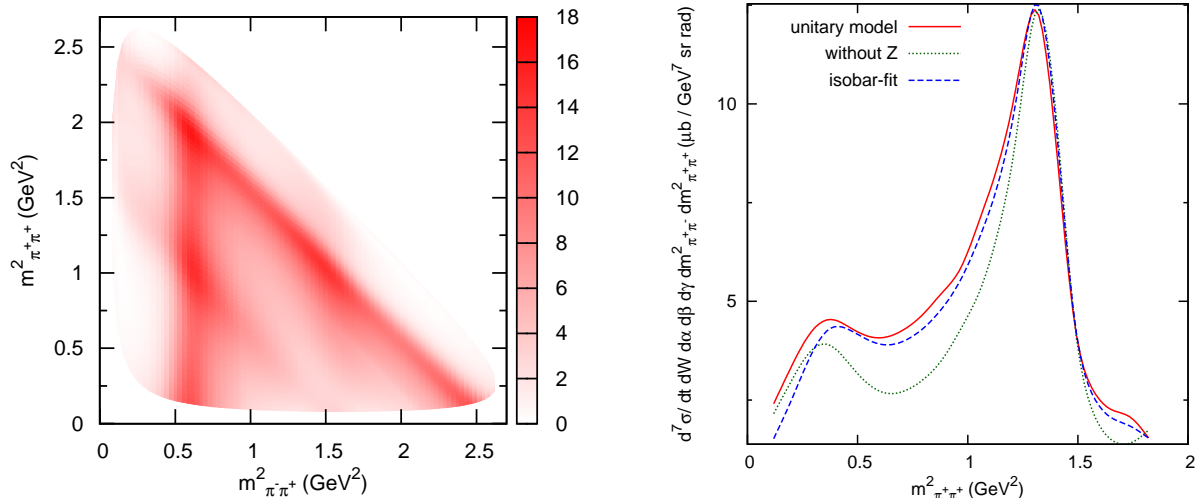 2.5
2
1.5
1
0.5
0
m²π⁺π⁺ (GeV²)
0 0.5 1 1.5 2 2.5
m²π⁻π⁺ (GeV²)
18
16
14
12
10
8
6
4
2
0
unitary model
without Z
isobar-fit
10
5
d⁷σ/ dt dW dα dβ dγ dm²π⁺π⁻ dm²π⁺π⁺ (μb / GeV⁷ sr rad)
0 0.5 1 1.5 2
m²π⁺π⁺ (GeV²)